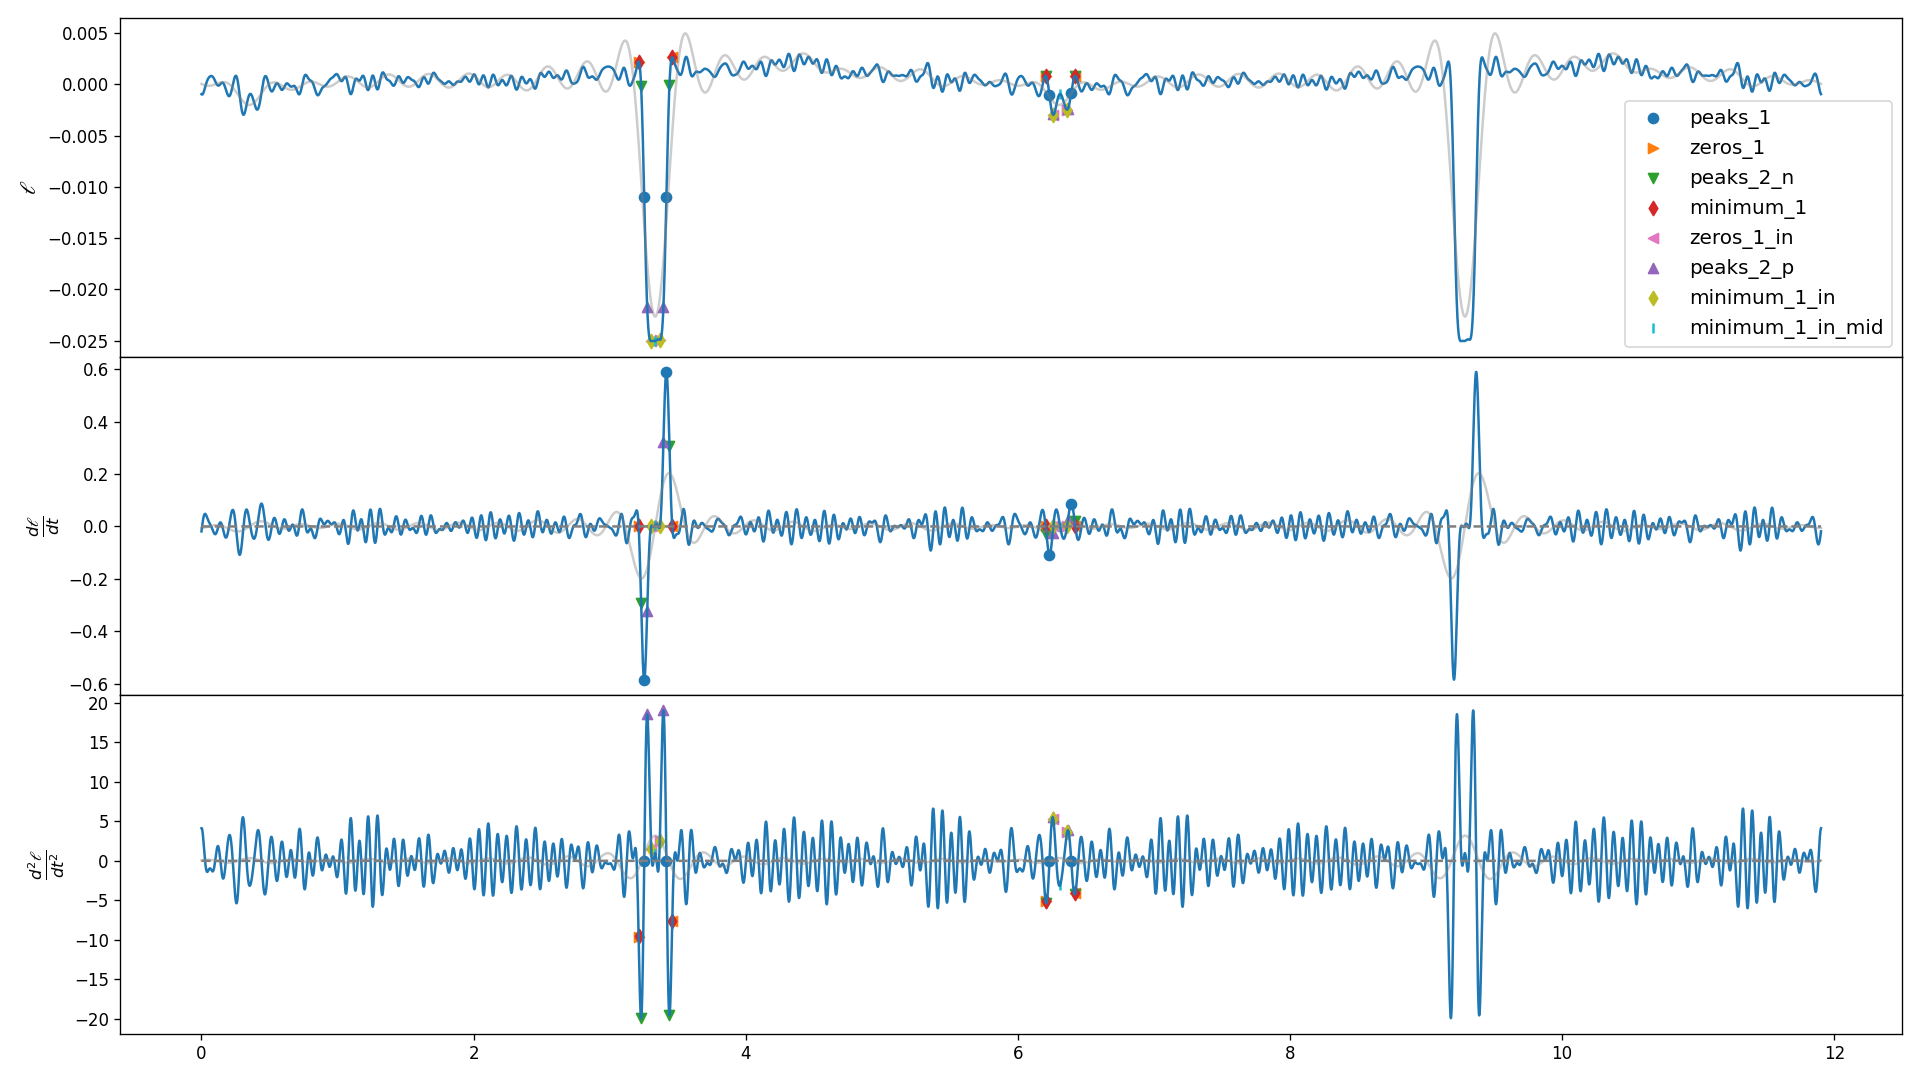 0.005
0.000
−0.005
−0.010
−0.015
−0.020
−0.025
ℓ
peaks_1
zeros_1
peaks_2_n
minimum_1
zeros_1_in
peaks_2_p
minimum_1_in
minimum_1_in_mid
0.6
0.4
0.2
0.0
−0.2
−0.4
−0.6
dℓ/dt
20
15
10
5
0
−5
−10
−15
−20
d²ℓ/dt²
0 2 4 6 8 10 12